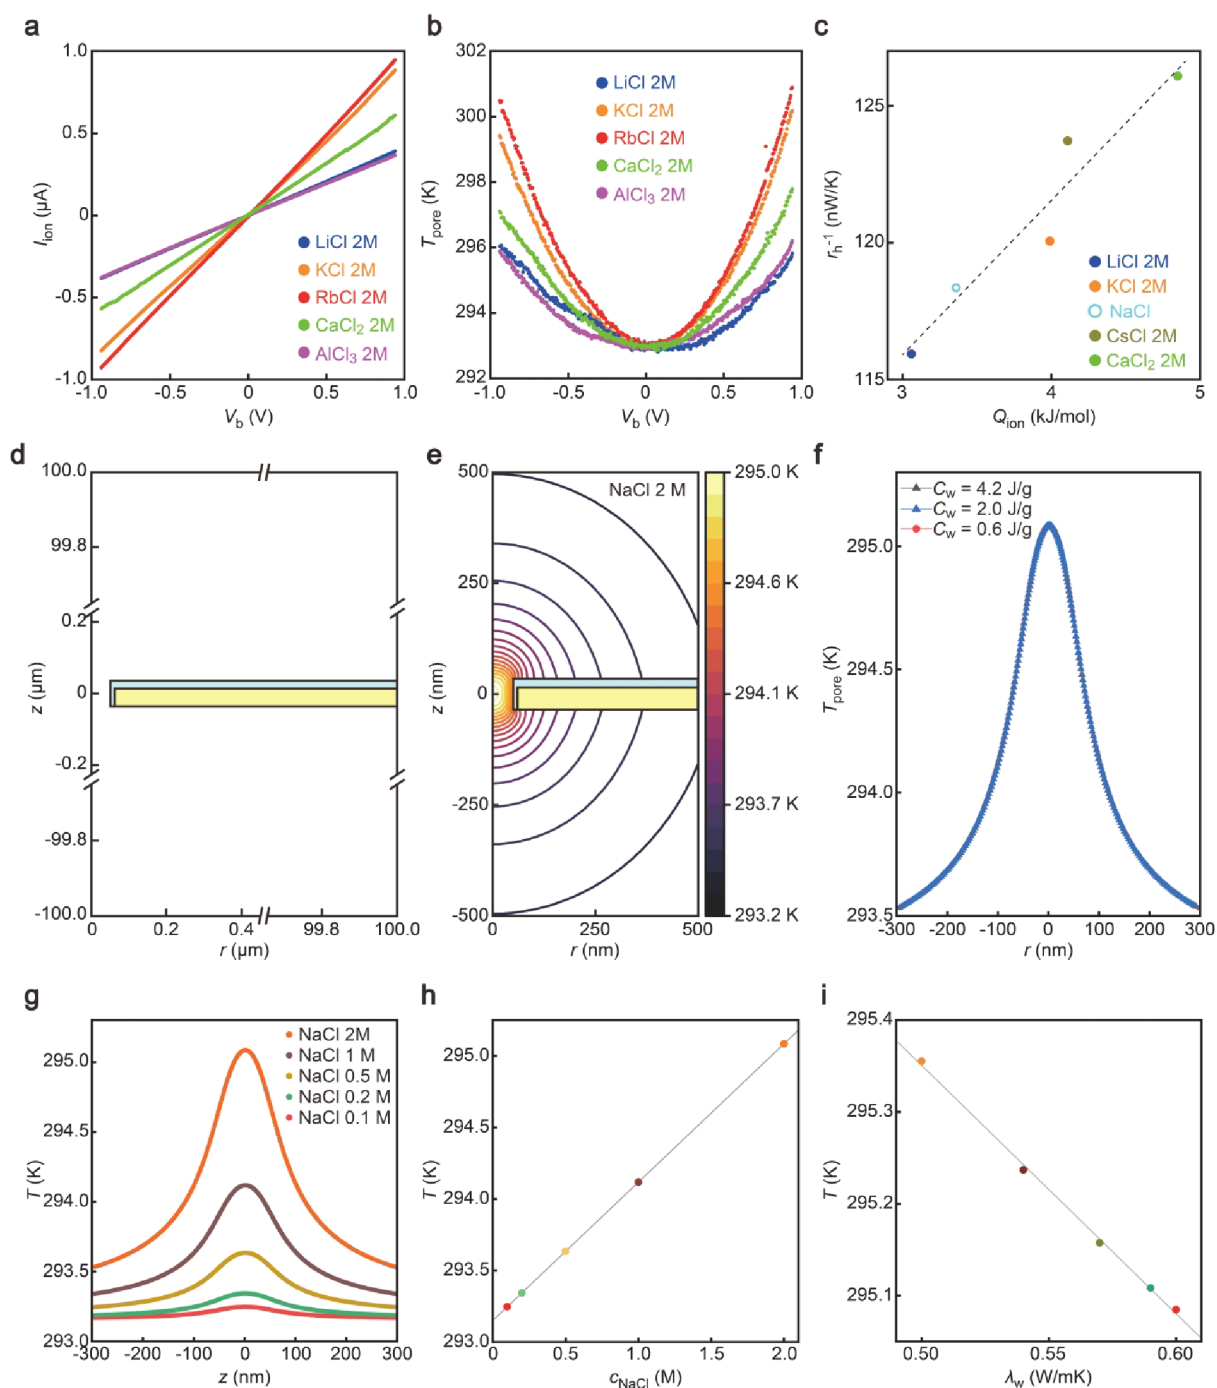 a
1.0
0.5
0
-0.5
-1.0
I_ion (µA)
LiCl 2M
KCl 2M
RbCl 2M
CaCl₂ 2M
AlCl₃ 2M
-1.0
-0.5
0
0.5
1.0
V_b (V)
b
302
300
298
296
294
292
T_pore (K)
LiCl 2M
KCl 2M
RbCl 2M
CaCl₂ 2M
AlCl₃ 2M
-1.0
-0.5
0
0.5
1.0
V_b (V)
c
125
120
115
r_h⁻¹ (nW/K)
LiCl 2M
KCl 2M
NaCl
CsCl 2M
CaCl₂ 2M
3
4
5
Q_ion (kJ/mol)
d
100.0
99.8
0.2
0
-0.2
-99.8
-100.0
z (µm)
0
0.2
0.4
99.8
100.0
r (µm)
e
500
250
0
-250
-500
z (nm)
NaCl 2 M
295.0 K
294.6 K
294.1 K
293.7 K
293.2 K
250
500
r (nm)
f
C_w = 4.2 J/g
C_w = 2.0 J/g
C_w = 0.6 J/g
295.0
294.5
294.0
293.5
T_pore (K)
-300
-200
-100
0
100
200
300
r (nm)
g
NaCl 2M
NaCl 1 M
NaCl 0.5 M
NaCl 0.2 M
NaCl 0.1 M
295.0
294.5
294.0
293.5
293.0
T (K)
-300
-200
-100
0
100
200
300
z (nm)
h
295.0
294.5
294.0
293.5
293.0
T (K)
0
0.5
1.0
1.5
2.0
c_NaCl (M)
i
295.4
295.3
295.2
295.1
T (K)
0.50
0.55
0.60
λ_w (W/mK)